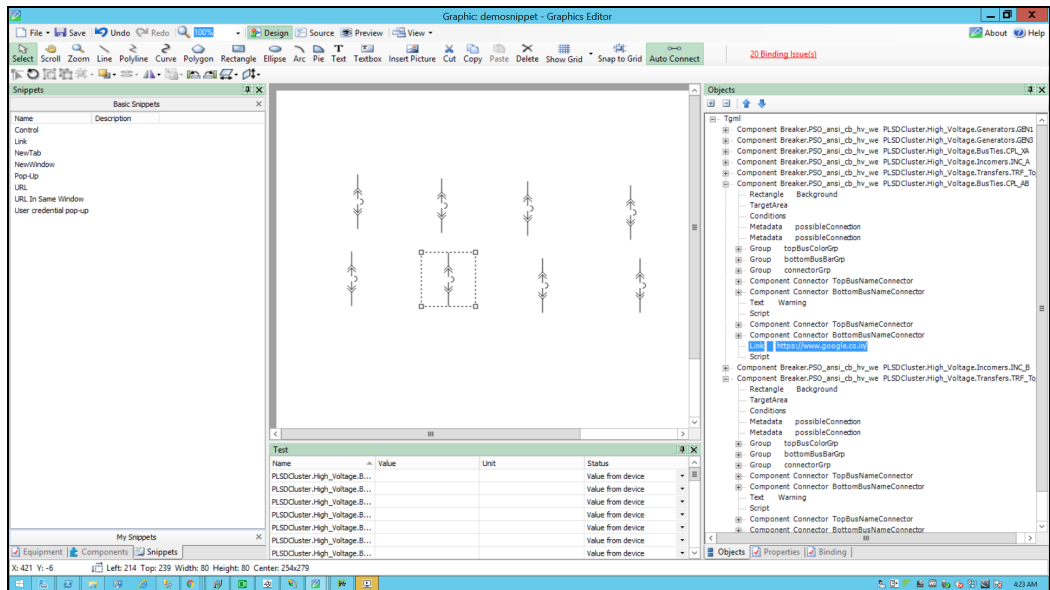 Graphic: demosnippet - Graphics Editor
File Save Undo Redo 100% Design Source Preview View About Help
Select Scroll Zoom Line Polyline Curve Polygon Rectangle Ellipse Arc Pie Text Textbox Insert Picture Cut Copy Paste Delete Show Grid Snap to Grid Auto Connect 20 Binding Issue(s)
Snippets
Basic Snippets
Name Description
Control
Link
NewTab
NewWindow
Pop-Up
URL
URL In Same Window
User credential pop-up
My Snippets
Equipment Components Snippets
Test
Name Value Unit Status
PLSDCluster.High_Voltage.B... Value from device
PLSDCluster.High_Voltage.B... Value from device
PLSDCluster.High_Voltage.B... Value from device
PLSDCluster.High_Voltage.B... Value from device
PLSDCluster.High_Voltage.B... Value from device
PLSDCluster.High_Voltage.B... Value from device
PLSDCluster.High_Voltage.B... Value from device
Objects
Tgml
Component Breaker.PSO_ansi_cb_hv_we PLSDCluster.High_Voltage.Generators.GEN1
Component Breaker.PSO_ansi_cb_hv_we PLSDCluster.High_Voltage.Generators.GEN3
Component Breaker.PSO_ansi_cb_hv_we PLSDCluster.High_Voltage.BusTies.CPL_XA
Component Breaker.PSO_ansi_cb_hv_we PLSDCluster.High_Voltage.Incomers.INC_A
Component Breaker.PSO_ansi_cb_hv_we PLSDCluster.High_Voltage.Transfers.TRF_To
Component Breaker.PSO_ansi_cb_hv_we PLSDCluster.High_Voltage.BusTies.CPL_AB
Rectangle Background
TargetArea
Conditions
Metadata possibleConnection
Metadata possibleConnection
Group topBusColorGrp
Group bottomBusBarGrp
Group connectorGrp
Component Connector TopBusNameConnector
Component Connector BottomBusNameConnector
Text Warning
Script
Component Connector TopBusNameConnector
Component Connector BottomBusNameConnector
Link https://www.google.co.in/
Script
Component Breaker.PSO_ansi_cb_hv_we PLSDCluster.High_Voltage.Incomers.INC_B
Component Breaker.PSO_ansi_cb_hv_we PLSDCluster.High_Voltage.Transfers.TRF_To
Rectangle Background
TargetArea
Conditions
Metadata possibleConnection
Metadata possibleConnection
Group topBusColorGrp
Group bottomBusBarGrp
Group connectorGrp
Component Connector TopBusNameConnector
Component Connector BottomBusNameConnector
Text Warning
Script
Component Connector TopBusNameConnector
Component Connector BottomBusNameConnector
Objects Properties Binding
X: 421 Y: -6 Left: 214 Top: 239 Width: 80 Height: 80 Center: 254x279
4:23 AM